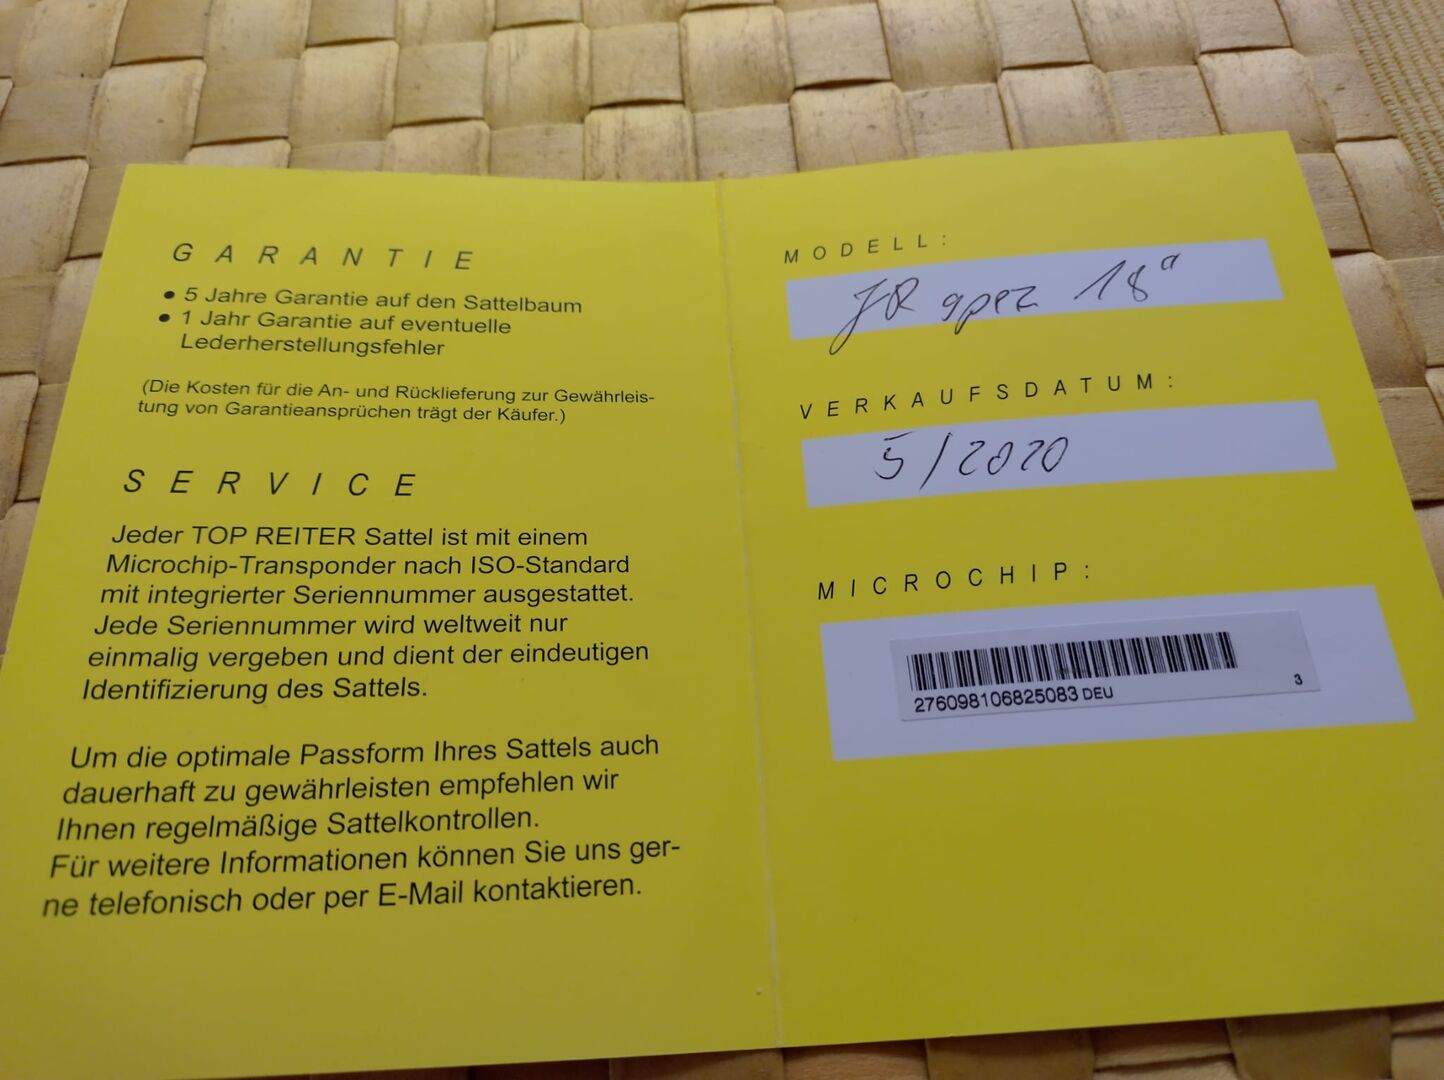 GARANTIE
• 5 Jahre Garantie auf den Sattelbaum
• 1 Jahr Garantie auf eventuelle
Lederherstellungsfehler
(Die Kosten für die An- und Rücklieferung zur Gewährleis-
tung von Garantieansprüchen trägt der Käufer.)
SERVICE
Jeder TOP REITER Sattel ist mit einem
Microchip-Transponder nach ISO-Standard
mit integrierter Seriennummer ausgestattet.
Jede Seriennummer wird weltweit nur
einmalig vergeben und dient der eindeutigen
Identifizierung des Sattels.
Um die optimale Passform Ihres Sattels auch
dauerhaft zu gewährleisten empfehlen wir
Ihnen regelmäßige Sattelkontrollen.
Für weitere Informationen können Sie uns ger-
ne telefonisch oder per E-Mail kontaktieren.
MODELL:
JR 18"
VERKAUFSDATUM:
5/2020
MICROCHIP:
276098106825083 DEU
3